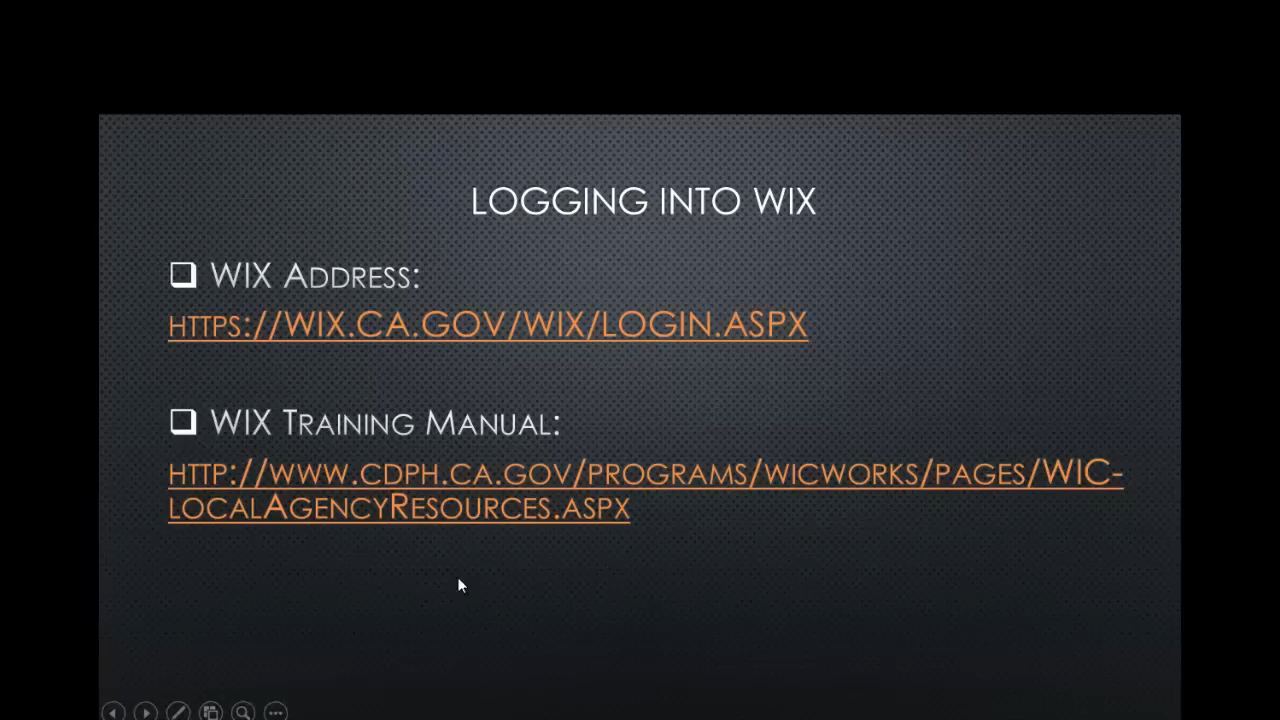 LOGGING INTO WIX
WIX Address:
https://WIX.CA.GOV/WIX/LOGIN.ASPX
WIX Training Manual:
http://www.cdph.ca.gov/programs/wicworks/pages/WIC-
localAgencyResources.aspx